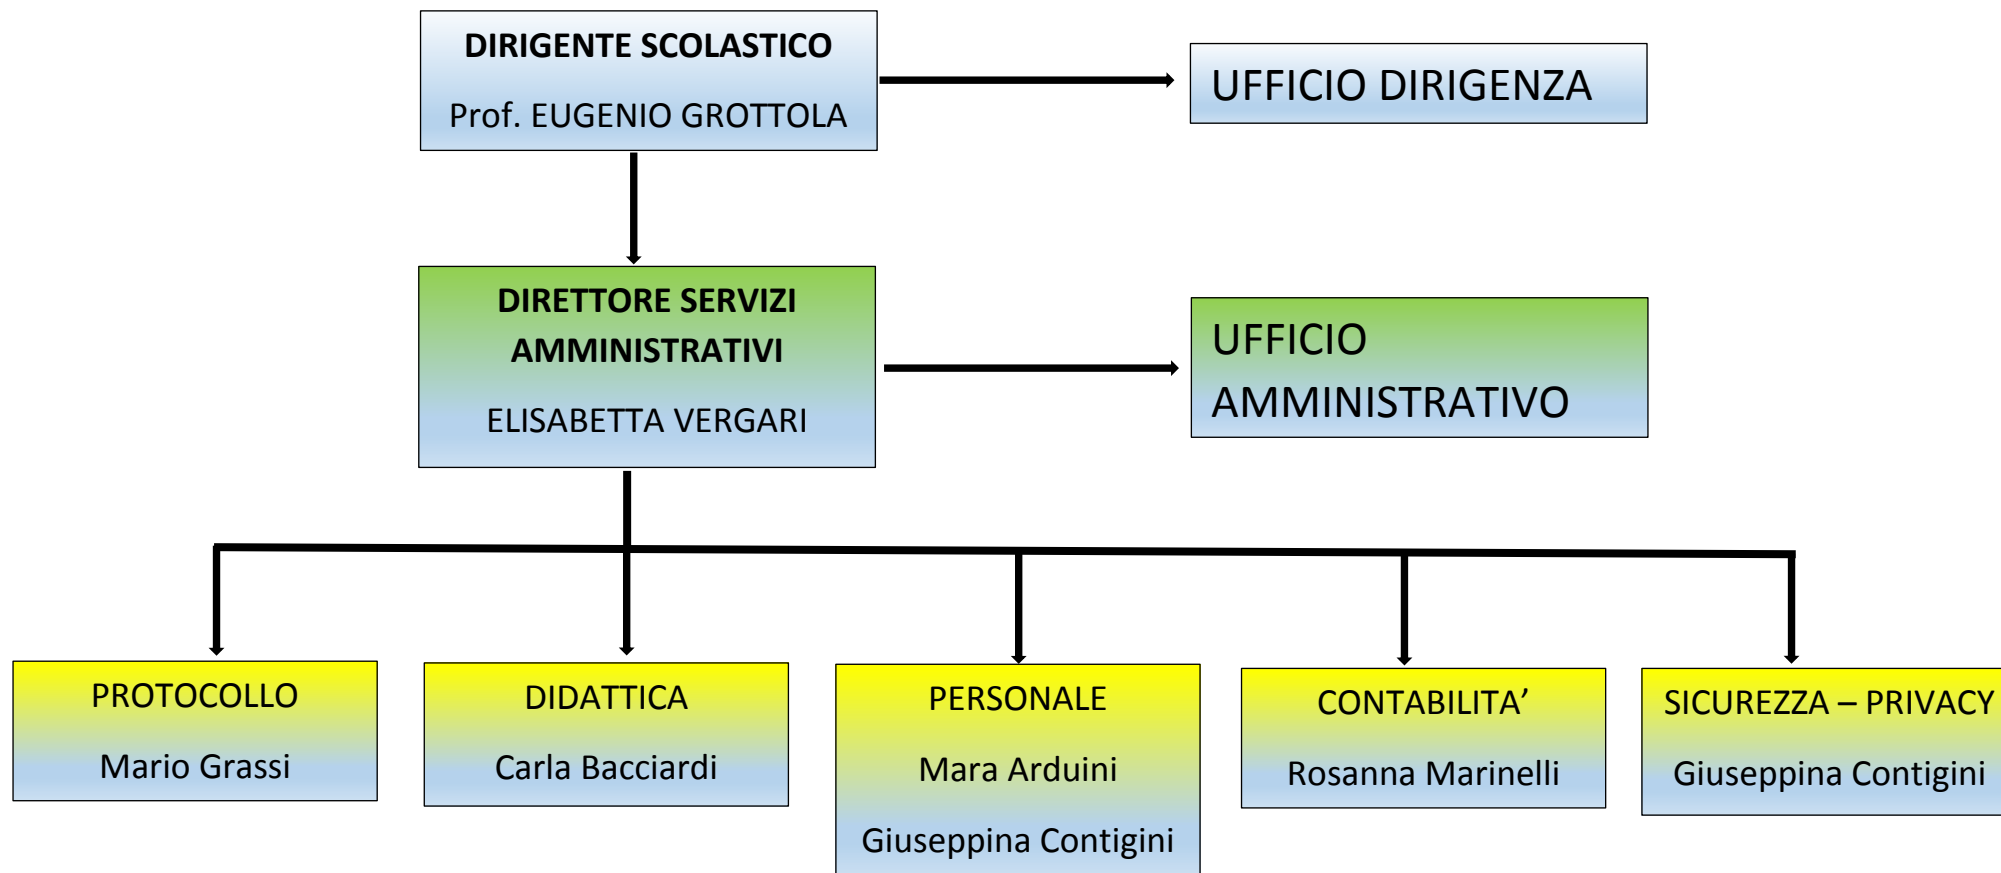 DIRIGENTE SCOLASTICO
Prof. EUGENIO GROTTOLA
UFFICIO DIRIGENZA
DIRETTORE SERVIZI
AMMINISTRATIVI
ELISABETTA VERGARI
UFFICIO
AMMINISTRATIVO
PROTOCOLLO
Mario Grassi
DIDATTICA
Carla Bacciardi
PERSONALE
Mara Arduini
Giuseppina Contigini
CONTABILITA’
Rosanna Marinelli
SICUREZZA – PRIVACY
Giuseppina Contigini